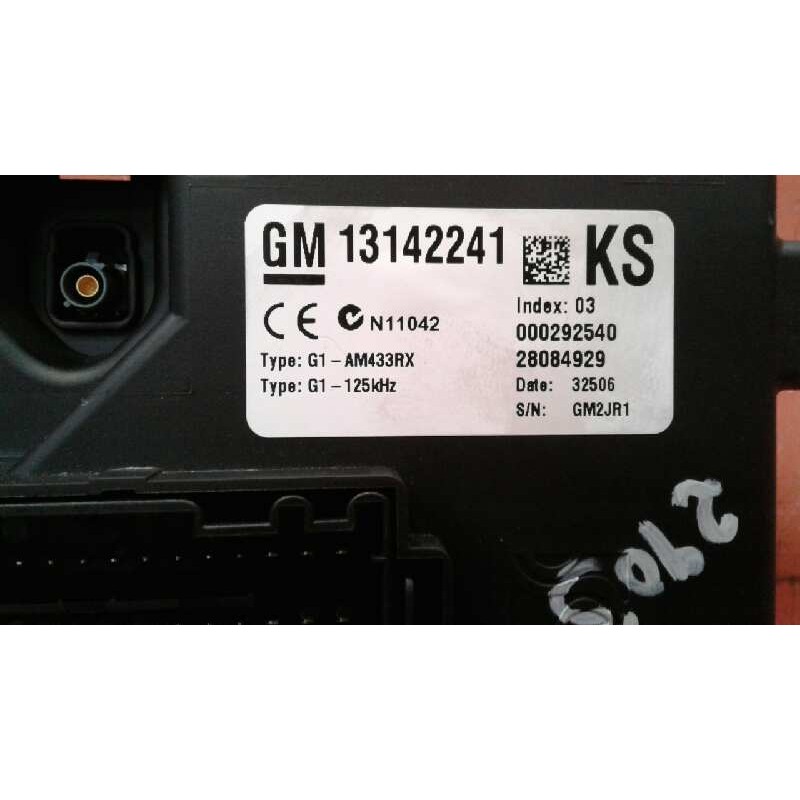 GM 13142241 KS
CE N11042
Index: 03
000292540
Type: G1-AM433RX
28084929
Type: G1-125kHz
Date: 32506
S/N: GM2JR1